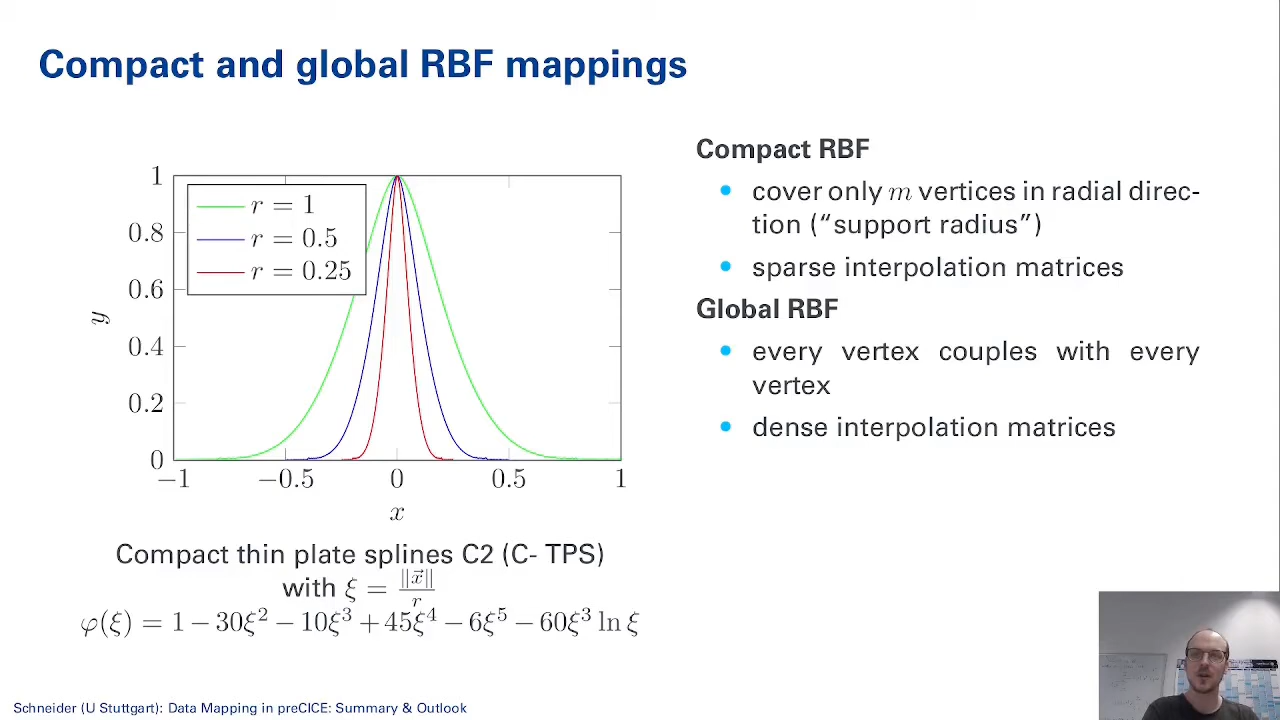 Compact and global RBF mappings
1
0.8
0.6
0.4
0.2
0
y
r = 1
r = 0.5
r = 0.25
−1
−0.5
0
0.5
1
x
Compact thin plate splines C2 (C- TPS)
with ξ = ‖x⃗‖/r
φ(ξ) = 1 − 30ξ² − 10ξ³ + 45ξ⁴ − 6ξ⁵ − 60ξ³ ln ξ
Compact RBF
• cover only m vertices in radial direc-
tion (“support radius”)
• sparse interpolation matrices
Global RBF
• every vertex couples with every
vertex
• dense interpolation matrices
Schneider (U Stuttgart): Data Mapping in preCICE: Summary & Outlook